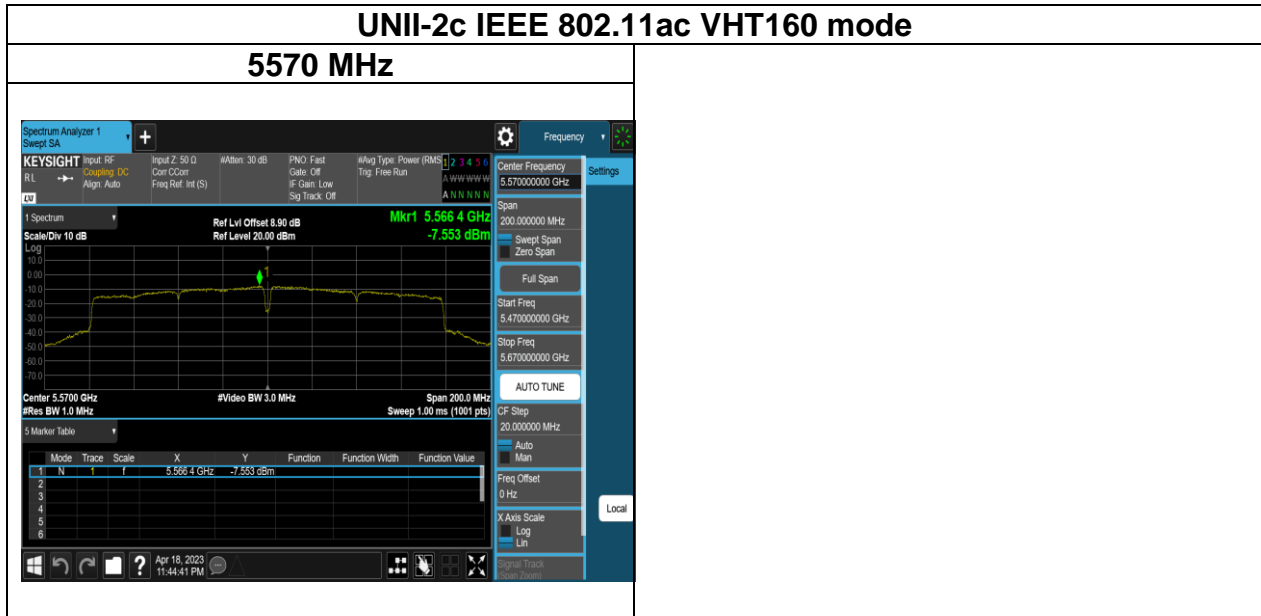 UNII-2c IEEE 802.11ac VHT160 mode
5570 MHz
Spectrum Analyzer 1
Swept SA
+
Frequency
KEYSIGHT
RL
LXI
Input: RF
Coupling: DC
Align: Auto
Input Z: 50 Ω
Corr CCorr
Freq Ref: Int (S)
#Atten: 30 dB
PNO: Fast
Gate: Off
IF Gain: Low
Sig Track: Off
#Avg Type: Power (RMS
Trig: Free Run
1 2 3 4 5 6
A W W W W W
A N N N N N
1 Spectrum
Scale/Div 10 dB
Ref Lvl Offset 8.90 dB
Ref Level 20.00 dBm
Mkr1 5.566 4 GHz
-7.553 dBm
Log
10.0
0.00
-10.0
-20.0
-30.0
-40.0
-50.0
-60.0
-70.0
1
Center 5.5700 GHz
#Res BW 1.0 MHz
#Video BW 3.0 MHz
Span 200.0 MHz
Sweep 1.00 ms (1001 pts)
5 Marker Table
Mode Trace Scale X Y Function Function Width Function Value
1 N 1 f 5.566 4 GHz -7.553 dBm
2
3
4
5
6
?
Apr 18, 2023
11:44:41 PM
Center Frequency
5.570000000 GHz
Settings
Span
200.000000 MHz
Swept Span
Zero Span
Full Span
Start Freq
5.470000000 GHz
Stop Freq
5.670000000 GHz
AUTO TUNE
CF Step
20.000000 MHz
Auto
Man
Freq Offset
0 Hz
X Axis Scale
Log
Lin
Signal Track
(Span Zoom)
Local